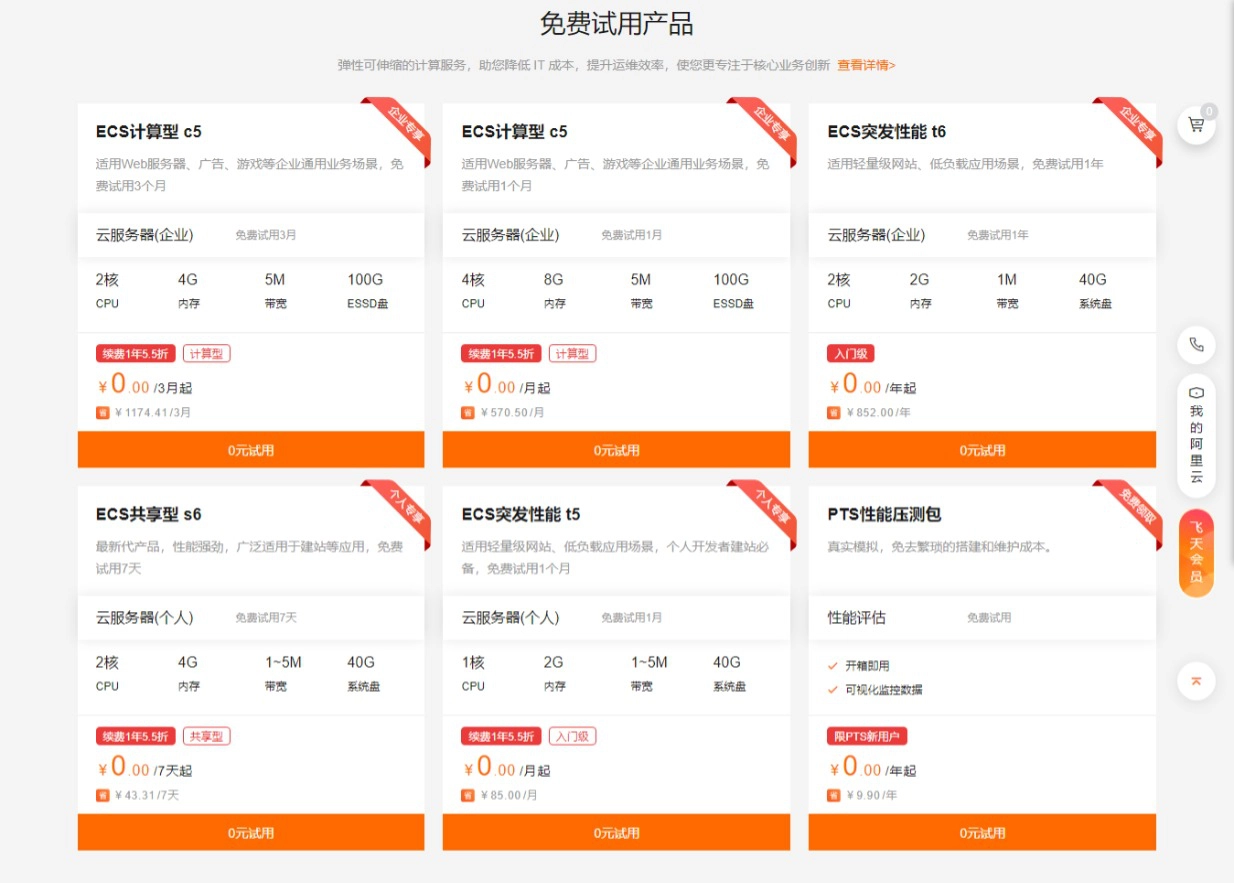 免费试用产品
弹性可伸缩的计算服务，助您降低 IT 成本，提升运维效率，使您更专注于核心业务创新 查看详情>
企业专享
ECS计算型 c5
适用Web服务器、广告、游戏等企业通用业务场景，免
费试用3个月
云服务器(企业) 免费试用3月
2核 4G 5M 100G
CPU 内存 带宽 ESSD盘
续费1年5.5折 计算型
¥0.00 /3月起
省 ¥1174.41/3月
0元试用
企业专享
ECS计算型 c5
适用Web服务器、广告、游戏等企业通用业务场景，免
费试用1个月
云服务器(企业) 免费试用1月
4核 8G 5M 100G
CPU 内存 带宽 ESSD盘
续费1年5.5折 计算型
¥0.00 /月起
省 ¥570.50/月
0元试用
企业专享
ECS突发性能 t6
适用轻量级网站、低负载应用场景，免费试用1年
云服务器(企业) 免费试用1年
2核 2G 1M 40G
CPU 内存 带宽 系统盘
入门级
¥0.00 /年起
省 ¥852.00/年
0元试用
个人专享
ECS共享型 s6
最新代产品，性能强劲，广泛适用于建站等应用，免费
试用7天
云服务器(个人) 免费试用7天
2核 4G 1~5M 40G
CPU 内存 带宽 系统盘
续费1年5.5折 共享型
¥0.00 /7天起
省 ¥43.31/7天
0元试用
个人专享
ECS突发性能 t5
适用轻量级网站、低负载应用场景，个人开发者建站必
备，免费试用1个月
云服务器(个人) 免费试用1月
1核 2G 1~5M 40G
CPU 内存 带宽 系统盘
续费1年5.5折 入门级
¥0.00 /月起
省 ¥85.00/月
0元试用
免费领取
PTS性能压测包
真实模拟，免去繁琐的搭建和维护成本。
性能评估 免费试用
开箱即用
可视化监控数据
限PTS新用户
¥0.00 /年起
省 ¥9.90/年
0元试用
0
我的阿里云
飞天会员